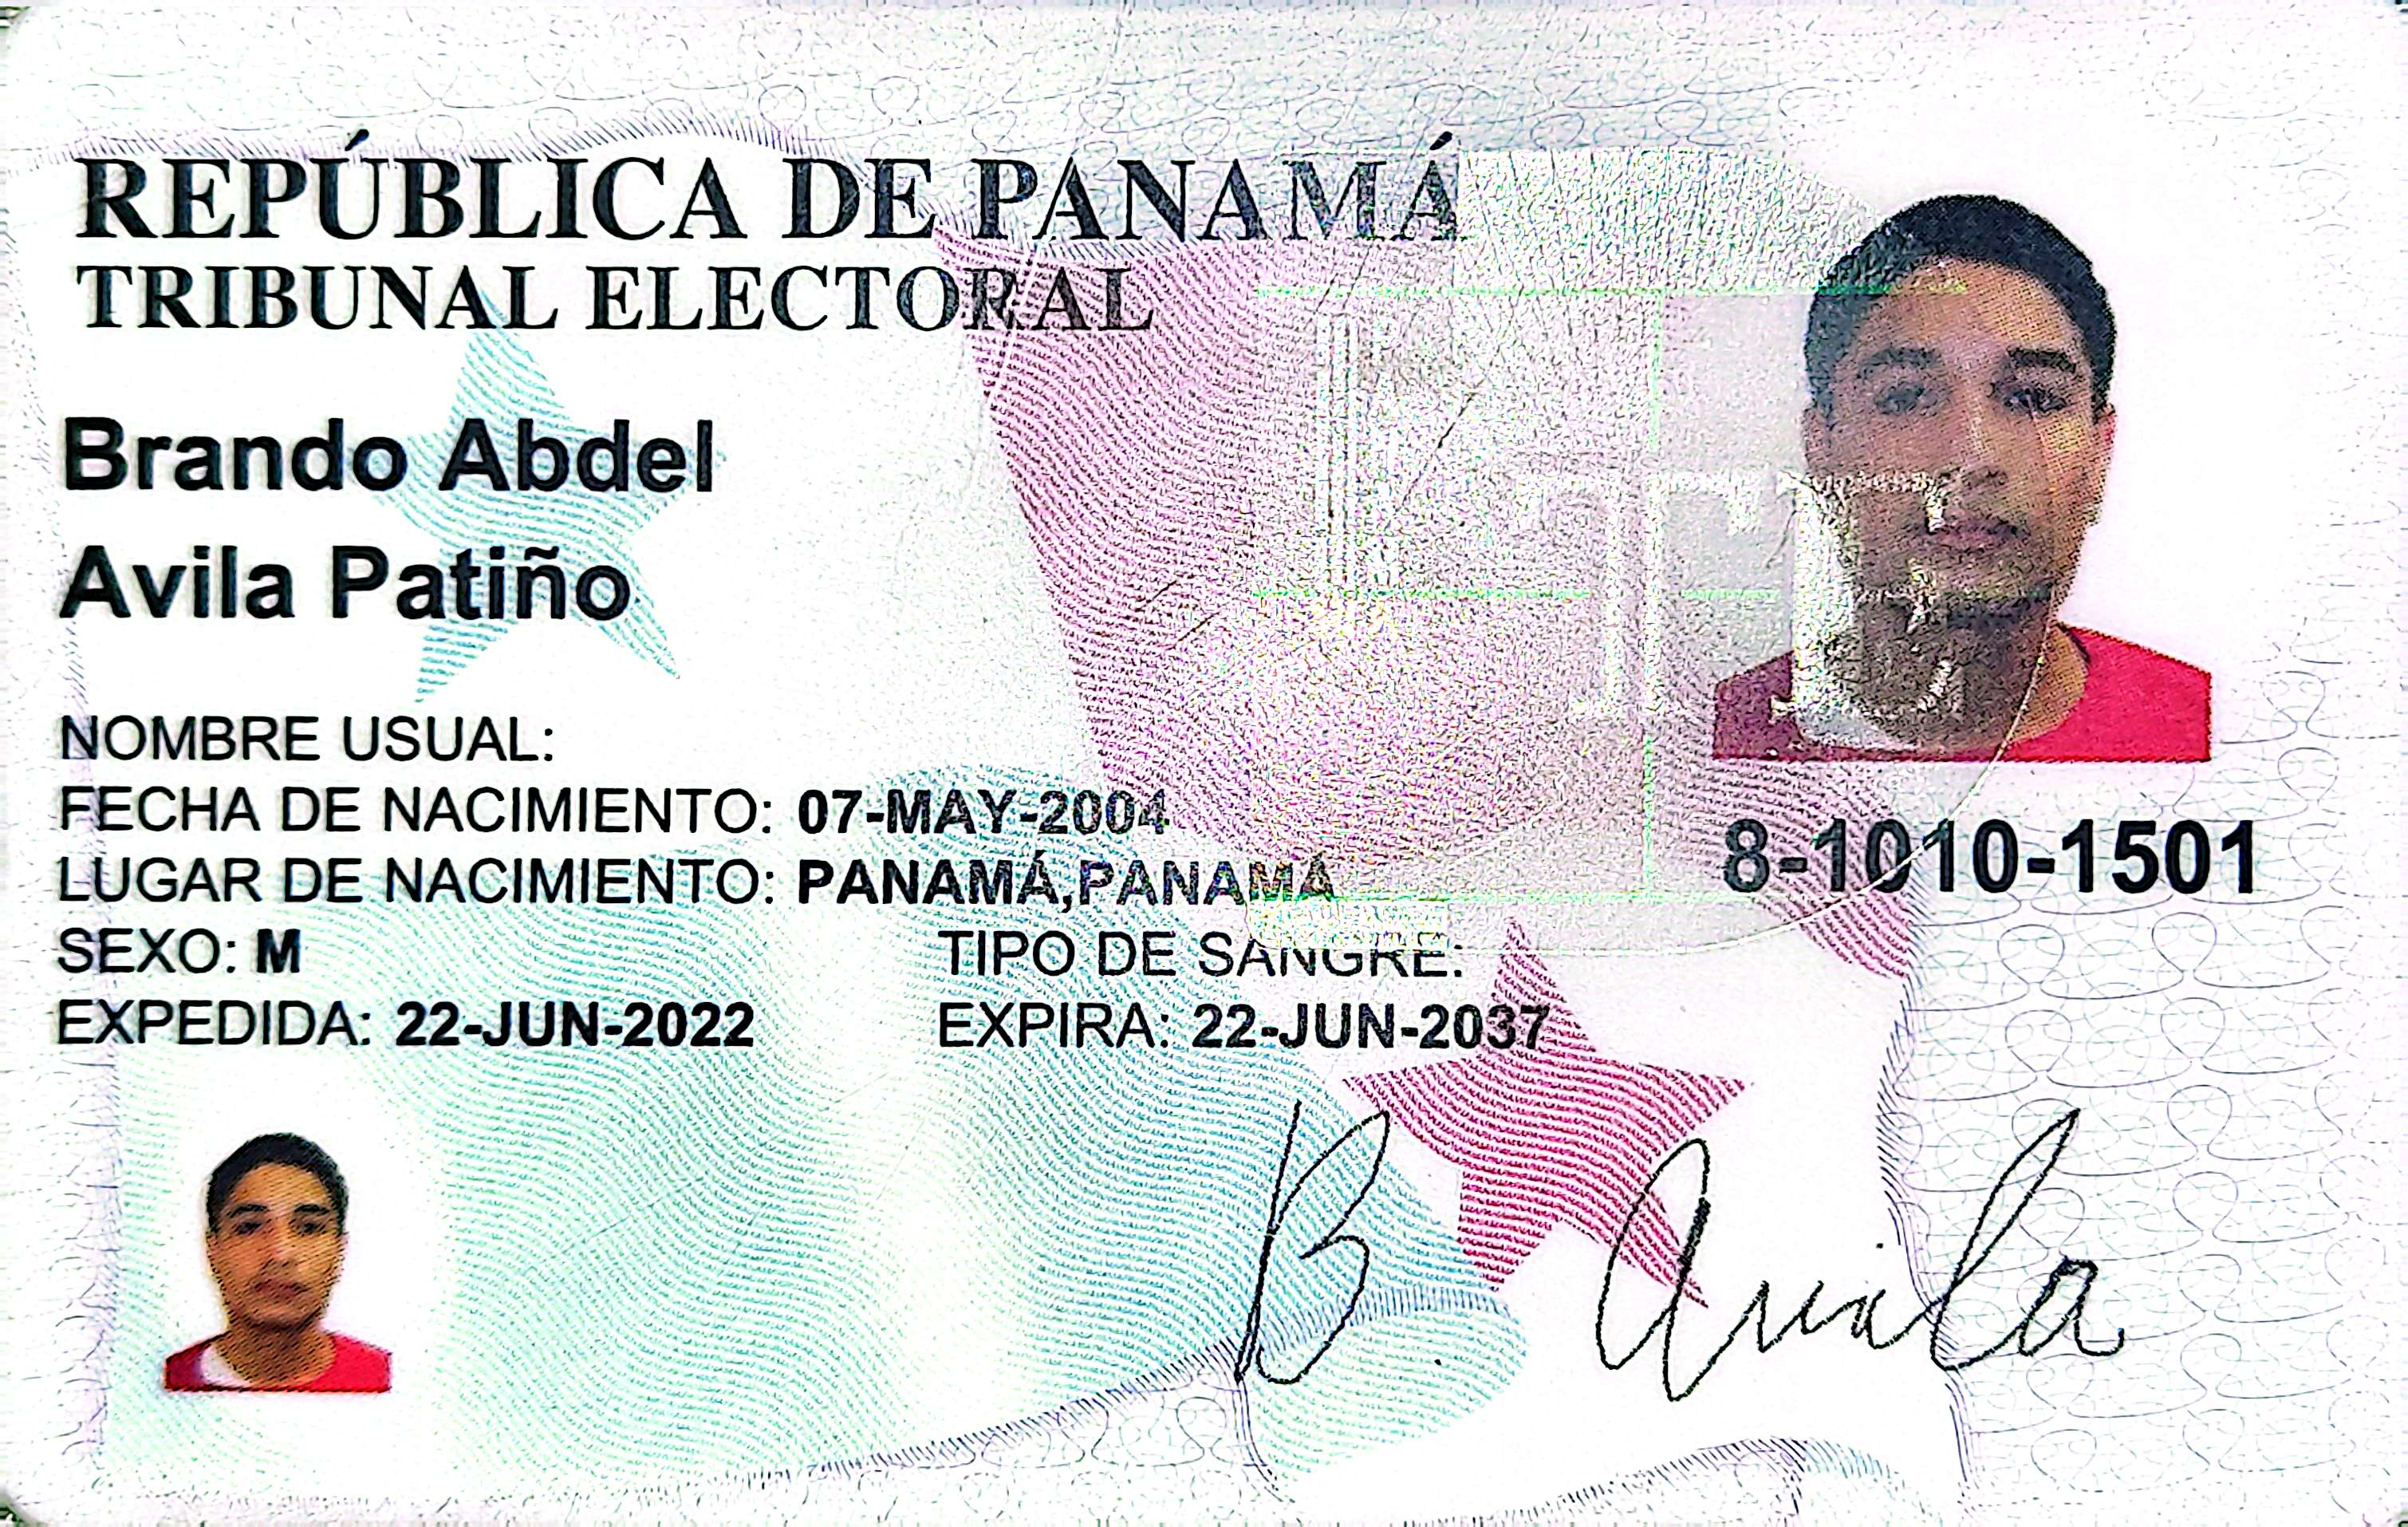 REPÚBLICA DE PANAMÁ
TRIBUNAL ELECTORAL
Brando Abdel
Avila Patiño
NOMBRE USUAL:
FECHA DE NACIMIENTO: 07-MAY-2004
LUGAR DE NACIMIENTO: PANAMÁ,PANAMÁ
SEXO: M TIPO DE SANGRE:
EXPEDIDA: 22-JUN-2022 EXPIRA: 22-JUN-2037
8-1010-1501
B Avila